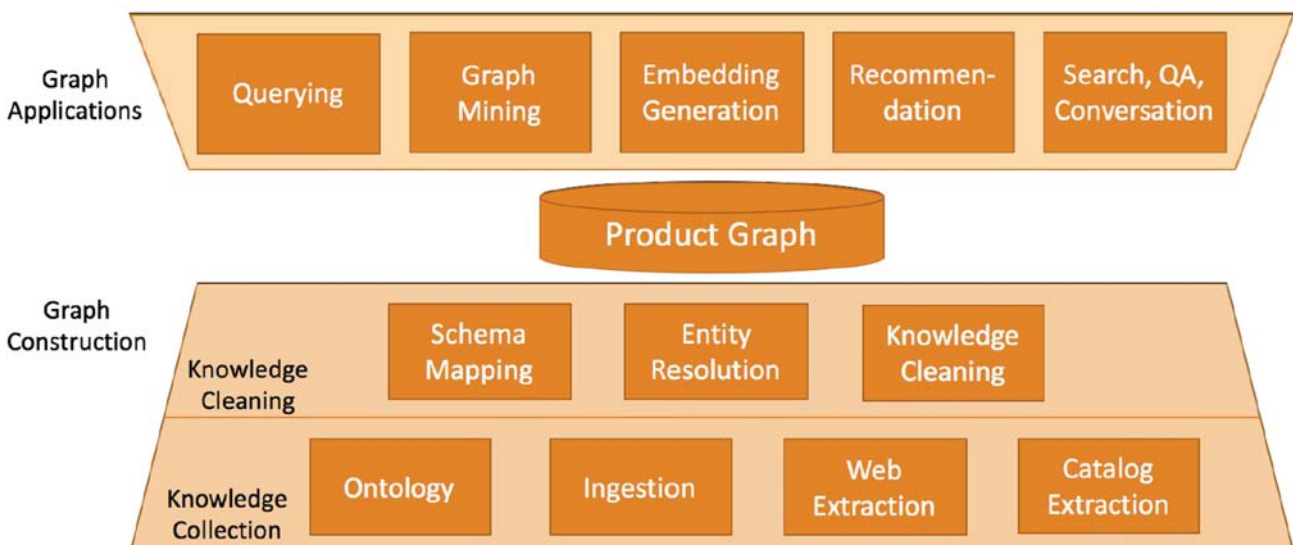 Graph
Applications
Querying
Graph
Mining
Embedding
Generation
Recommen-
dation
Search, QA,
Conversation
Product Graph
Graph
Construction
Knowledge
Cleaning
Schema
Mapping
Entity
Resolution
Knowledge
Cleaning
Knowledge
Collection
Ontology
Ingestion
Web
Extraction
Catalog
Extraction